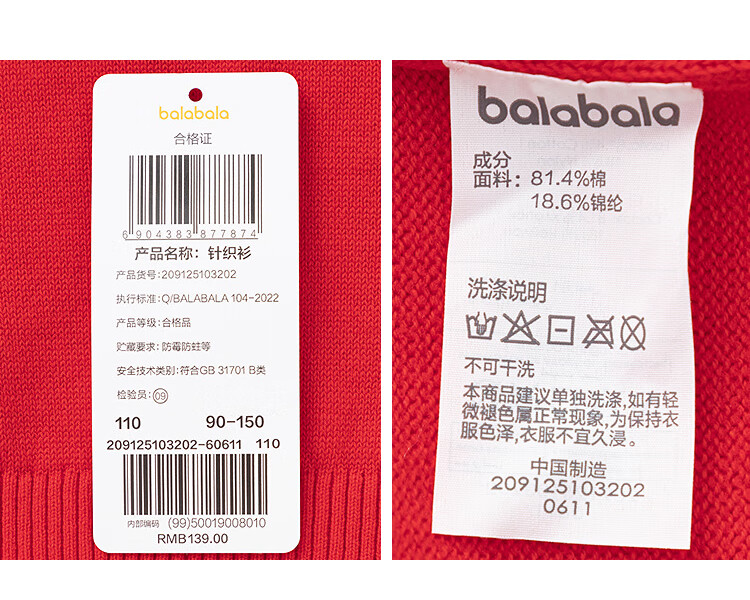 balabala
合格证
6904383877874
产品名称：针织衫
产品货号:209125103202
执行标准:Q/BALABALA 104-2022
产品等级:合格品
贮藏要求:防霉防蛀等
安全技术类别:符合GB 31701 B类
检验员:09
110 90-150
209125103202-60611 110
内部编码 (99)50019008010
RMB139.00
balabala
成分
面料：81.4%棉
18.6%锦纶
洗涤说明
不可干洗
本商品建议单独洗涤,如有轻
微褪色属正常现象,为保持衣
服色泽,衣服不宜久浸。
中国制造
209125103202
0611